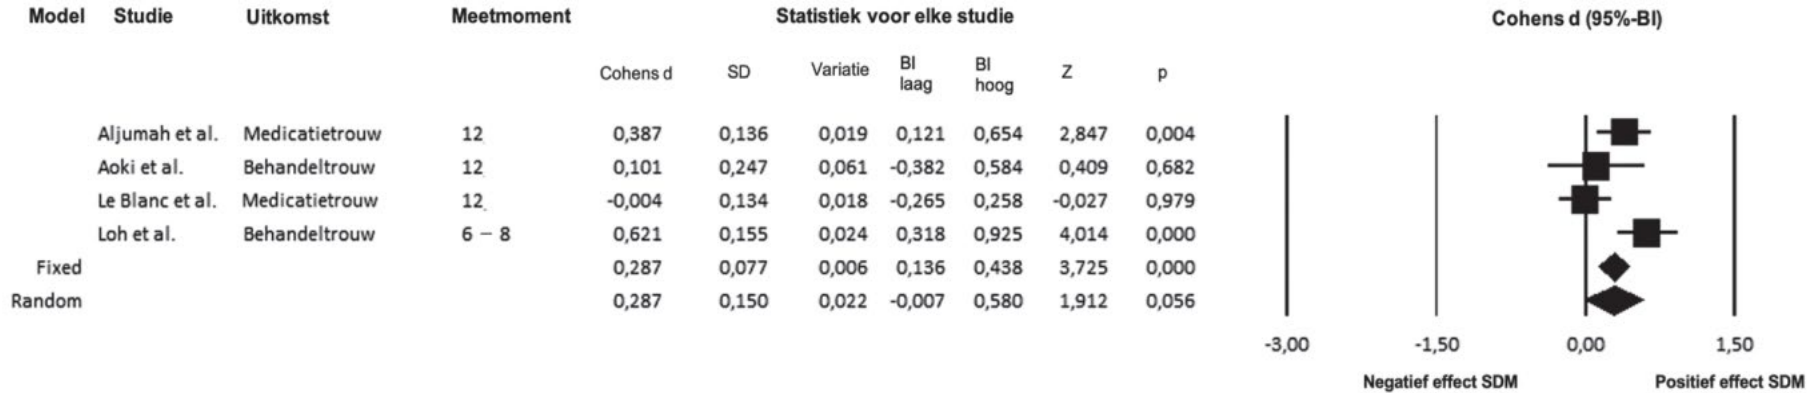 Model Studie Uitkomst Meetmoment Statistiek voor elke studie Cohens d (95%-BI)
Cohens d SD Variatie BI laag BI hoog Z p
Aljumah et al. Medicatietrouw 12 0,387 0,136 0,019 0,121 0,654 2,847 0,004
Aoki et al. Behandeltrouw 12 0,101 0,247 0,061 -0,382 0,584 0,409 0,682
Le Blanc et al. Medicatietrouw 12 -0,004 0,134 0,018 -0,265 0,258 -0,027 0,979
Loh et al. Behandeltrouw 6 – 8 0,621 0,155 0,024 0,318 0,925 4,014 0,000
Fixed 0,287 0,077 0,006 0,136 0,438 3,725 0,000
Random 0,287 0,150 0,022 -0,007 0,580 1,912 0,056
-3,00 -1,50 0,00 1,50
Negatief effect SDM Positief effect SDM